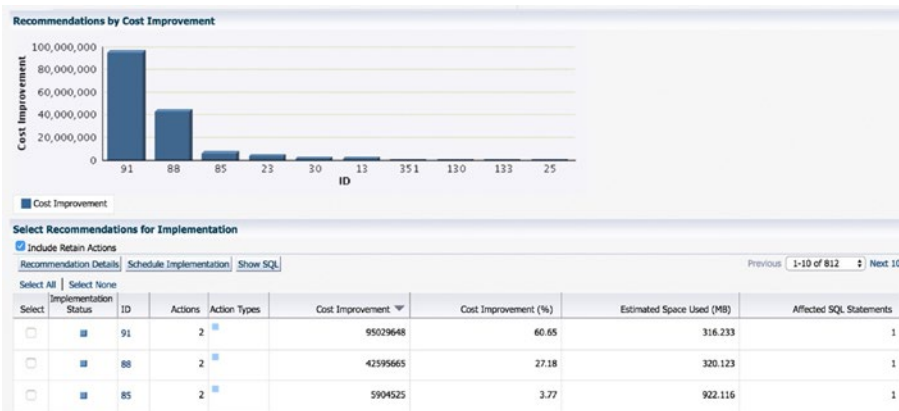 Recommendations by Cost Improvement
100,000,000
80,000,000
60,000,000
40,000,000
20,000,000
0
Cost Improvement
91 88 85 23 30 13 351 130 133 25
ID
Cost Improvement
Select Recommendations for Implementation
Include Retain Actions
Recommendation Details Schedule Implementation Show SQL
Previous 1-10 of 812 Next 10
Select All | Select None
Select Implementation Status ID Actions Action Types Cost Improvement Cost Improvement (%) Estimated Space Used (MB) Affected SQL Statements
91 2 95029648 60.65 316.233 1
88 2 42595665 27.18 320.123 1
85 2 5904525 3.77 922.116 1